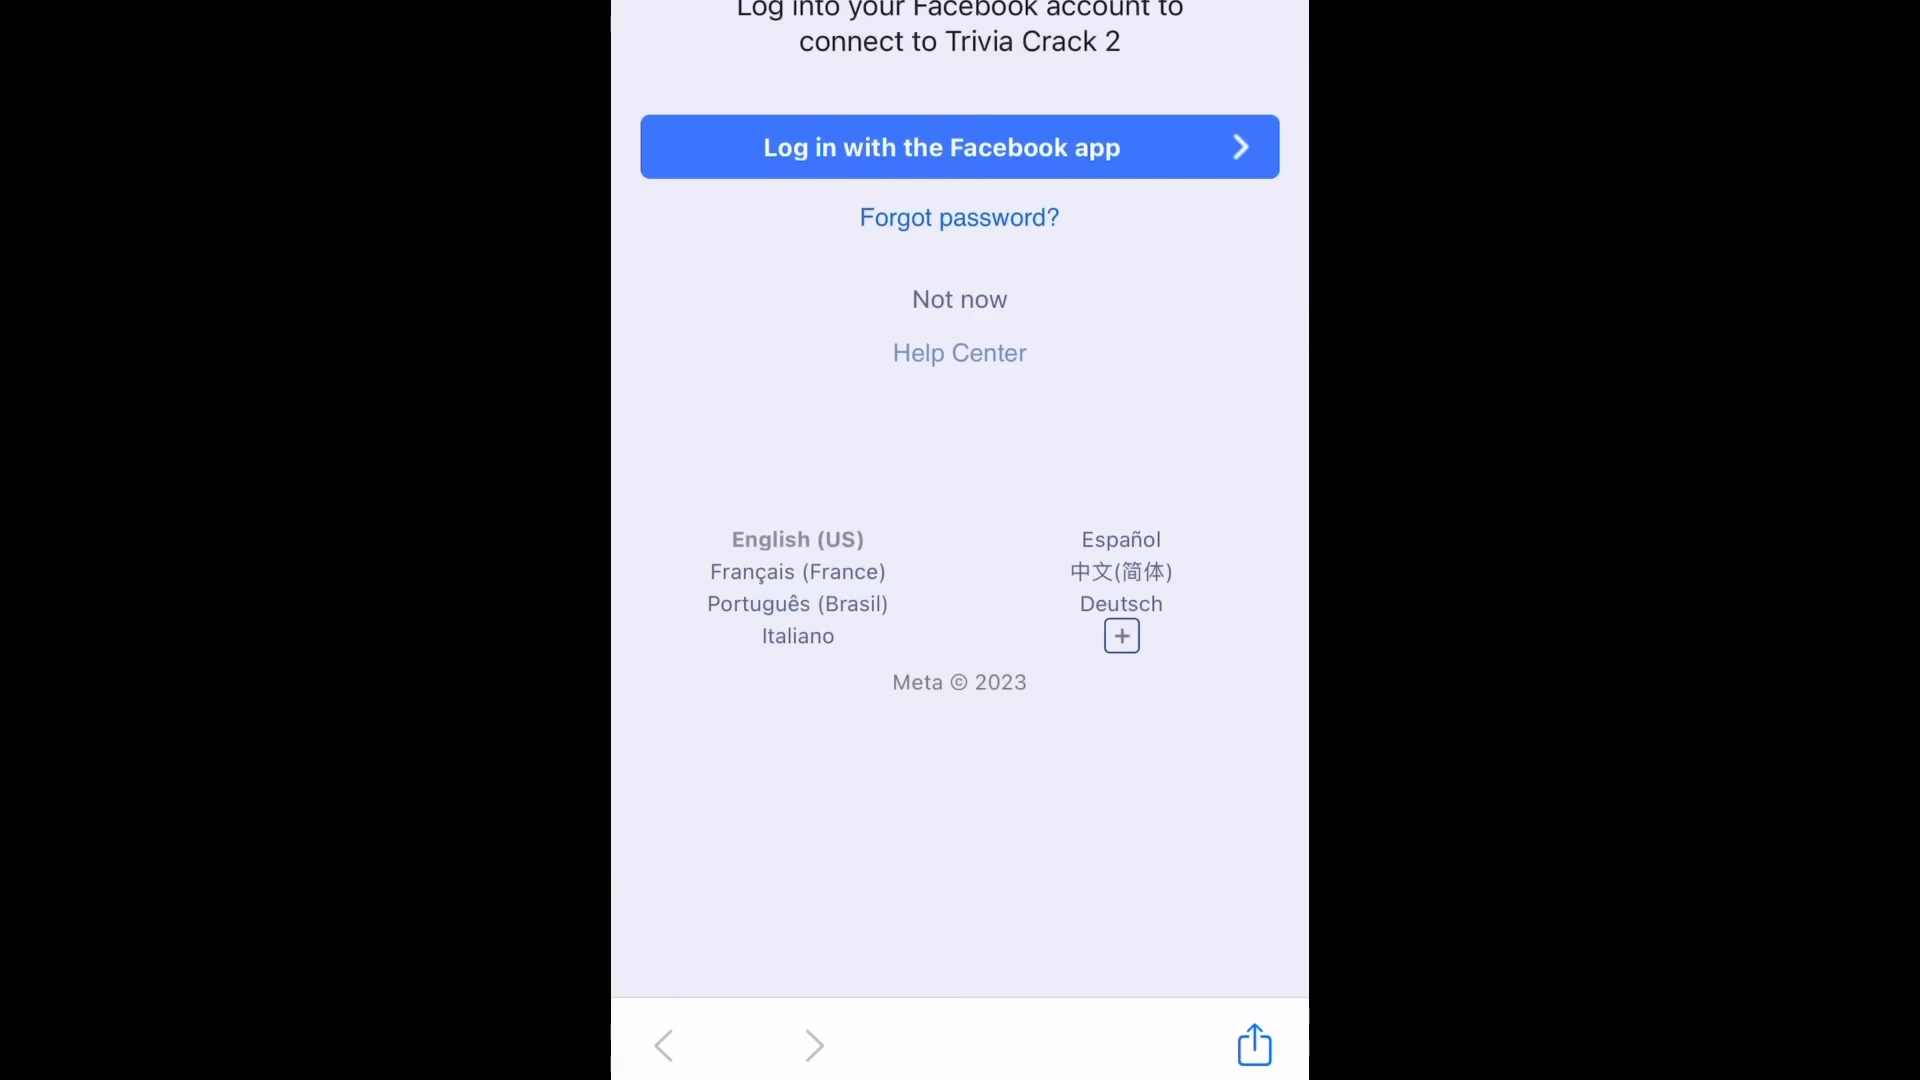 Log into your Facebook account to
connect to Trivia Crack 2
Log in with the Facebook app
Forgot password?
Not now
Help Center
English (US)
Español
Français (France)
中文(简体)
Português (Brasil)
Deutsch
Italiano
Meta © 2023